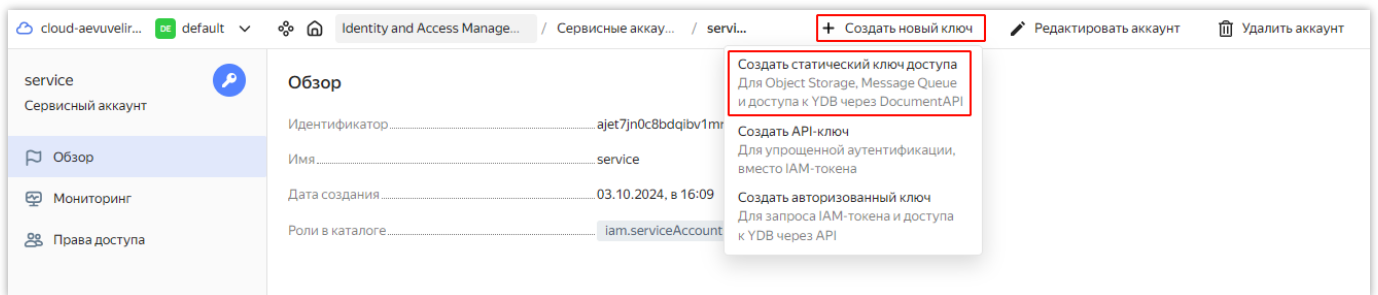 cloud-aevuvelir... DE default Identity and Access Manage... / Сервисные аккау... / servi... + Создать новый ключ Редактировать аккаунт Удалить аккаунт
service
Сервисный аккаунт
Обзор
Мониторинг
Права доступа
Обзор
Идентификатор ajet7jn0c8bdqibv1m
Имя service
Дата создания 03.10.2024, в 16:09
Роли в каталоге iam.serviceAccount
Создать статический ключ доступа
Для Object Storage, Message Queue
и доступа к YDB через DocumentAPI
Создать API-ключ
Для упрощенной аутентификации,
вместо IAM-токена
Создать авторизованный ключ
Для запроса IAM-токена и доступа
к YDB через API